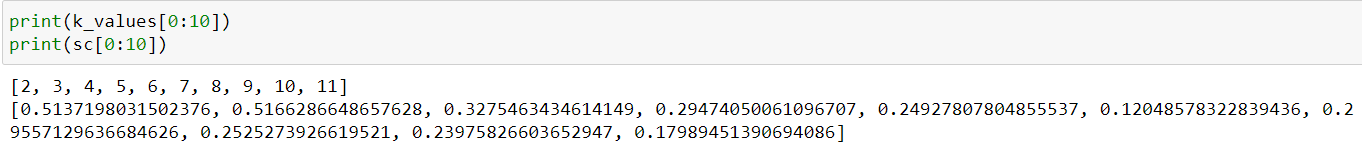 print(k_values[0:10])
print(sc[0:10])
[2, 3, 4, 5, 6, 7, 8, 9, 10, 11]
[0.5137198031502376, 0.5166286648657628, 0.3275463434614149, 0.29474050061096707, 0.24927807804855537, 0.12048578322839436, 0.2
9557129636684626, 0.2525273926619521, 0.23975826603652947, 0.17989451390694086]